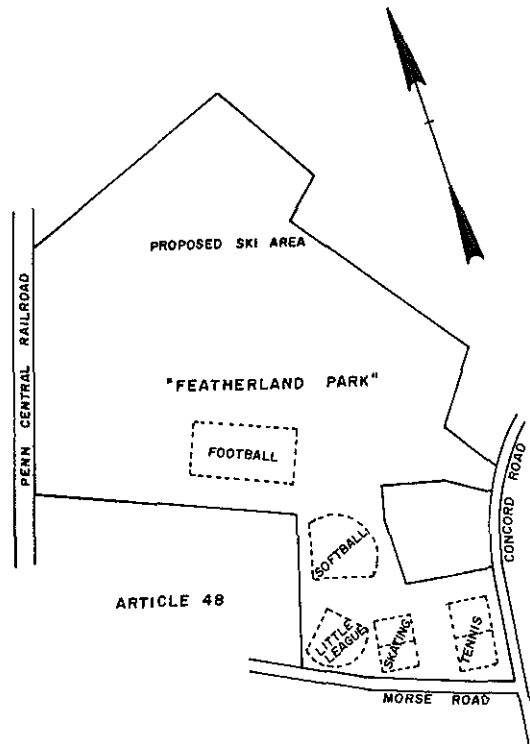 PROPOSED SKI AREA
PENN CENTRAL RAILROAD
"FEATHERLAND PARK"
FOOTBALL
CONCORD ROAD
SOFTBALL
ARTICLE 48
LITTLE
LEAGUE
SKATING
TENNIS
MORSE ROAD